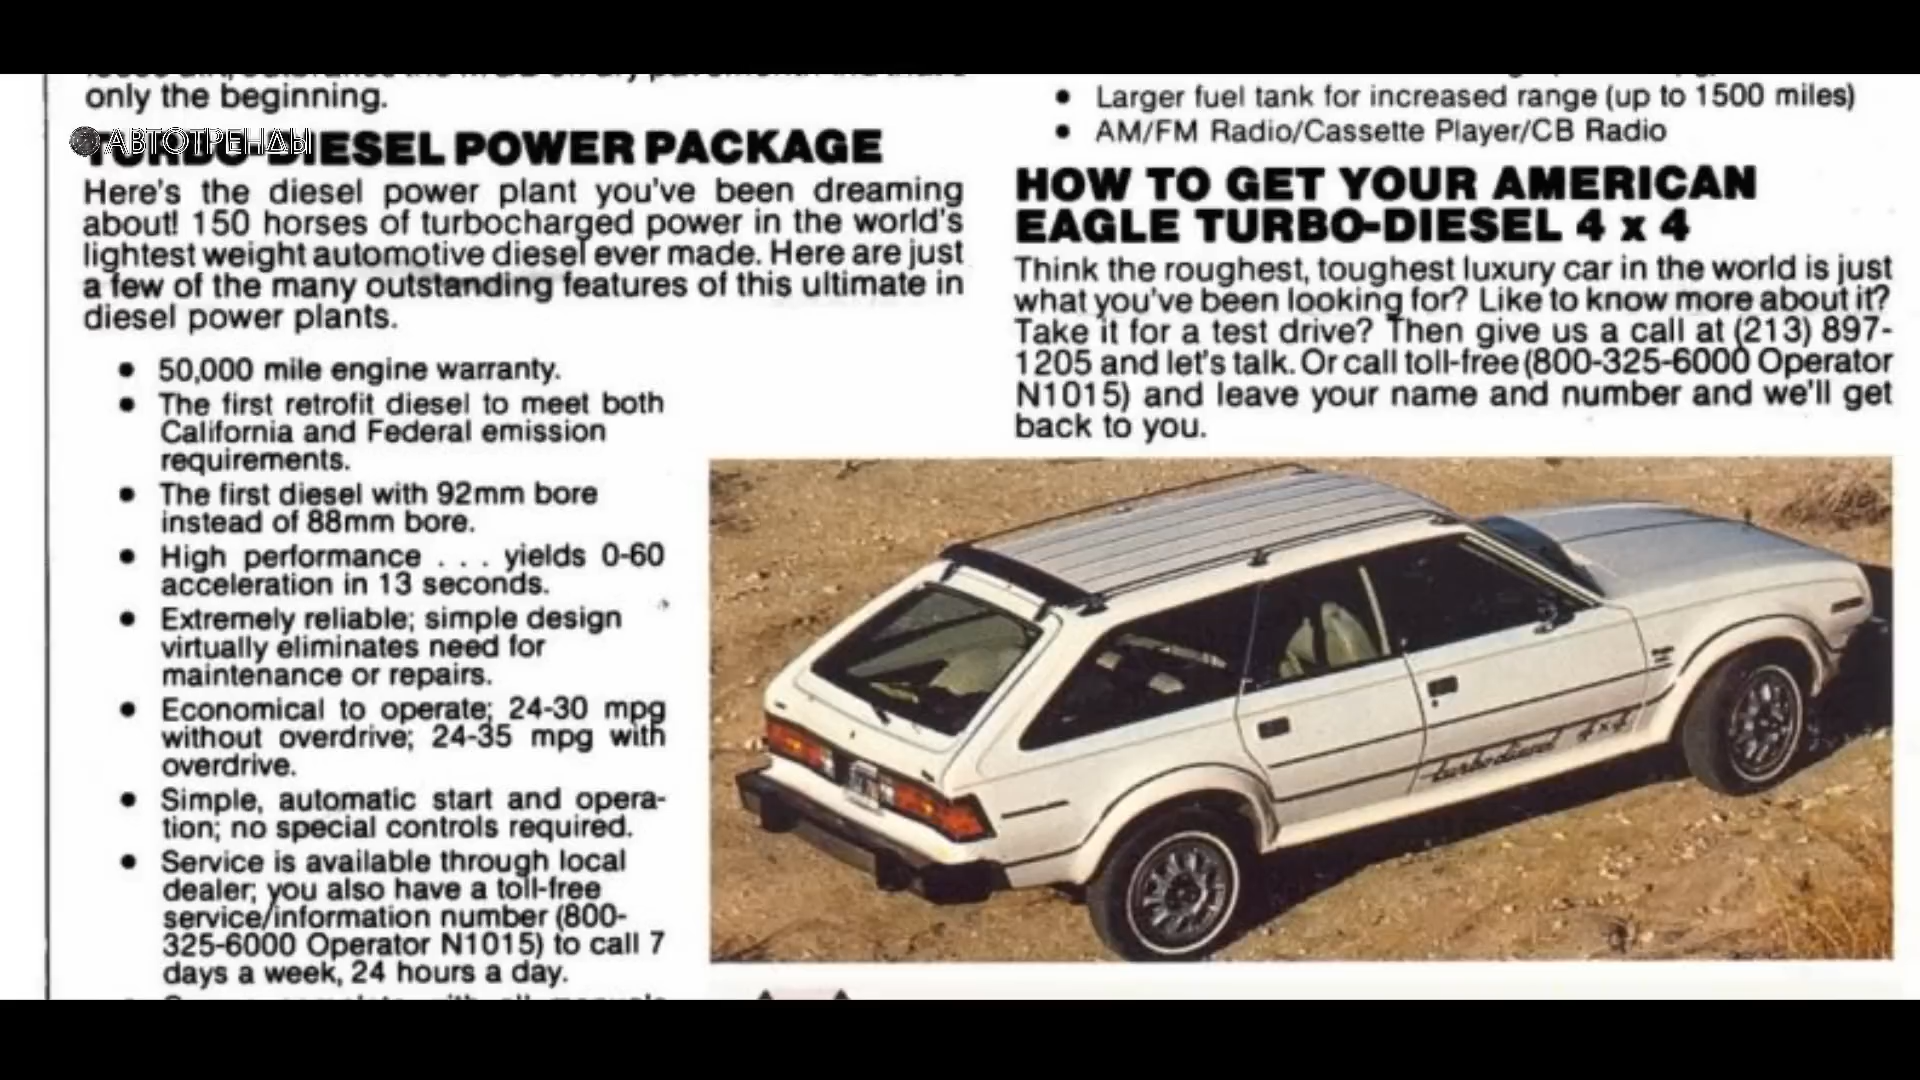 only the beginning.
АВТОТРЕНДЫ
TURBO-DIESEL POWER PACKAGE
Here's the diesel power plant you've been dreaming
about! 150 horses of turbocharged power in the world's
lightest weight automotive diesel ever made. Here are just
a few of the many outstanding features of this ultimate in
diesel power plants.
• 50,000 mile engine warranty.
• The first retrofit diesel to meet both
California and Federal emission
requirements.
• The first diesel with 92mm bore
instead of 88mm bore.
• High performance . . . yields 0-60
acceleration in 13 seconds.
• Extremely reliable; simple design
virtually eliminates need for
maintenance or repairs.
• Economical to operate; 24-30 mpg
without overdrive; 24-35 mpg with
overdrive.
• Simple, automatic start and opera-
tion; no special controls required.
• Service is available through local
dealer; you also have a toll-free
service/information number (800-
325-6000 Operator N1015) to call 7
days a week, 24 hours a day.
• Larger fuel tank for increased range (up to 1500 miles)
• AM/FM Radio/Cassette Player/CB Radio
HOW TO GET YOUR AMERICAN
EAGLE TURBO-DIESEL 4 x 4
Think the roughest, toughest luxury car in the world is just
what you've been looking for? Like to know more about it?
Take it for a test drive? Then give us a call at (213) 897-
1205 and let's talk. Or call toll-free (800-325-6000 Operator
N1015) and leave your name and number and we'll get
back to you.
turbodiesel 4x4